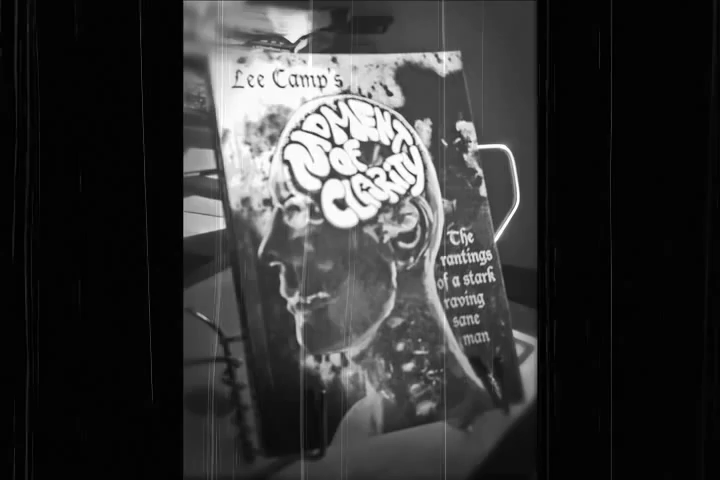 Lee Camp's
MOMENT
OF
CLARITY
The
rantings
of a stark
raving
sane
man